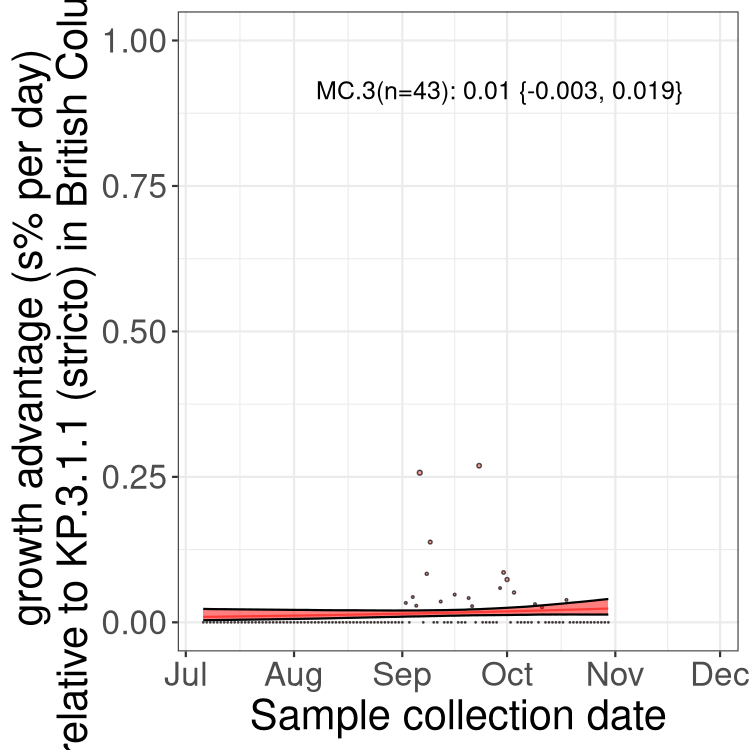 growth advantage (s% per day)
relative to KP.3.1.1 (stricto) in British Colu
1.00
0.75
0.50
0.25
0.00
MC.3(n=43): 0.01 {-0.003, 0.019}
Jul Aug Sep Oct Nov Dec
Sample collection date